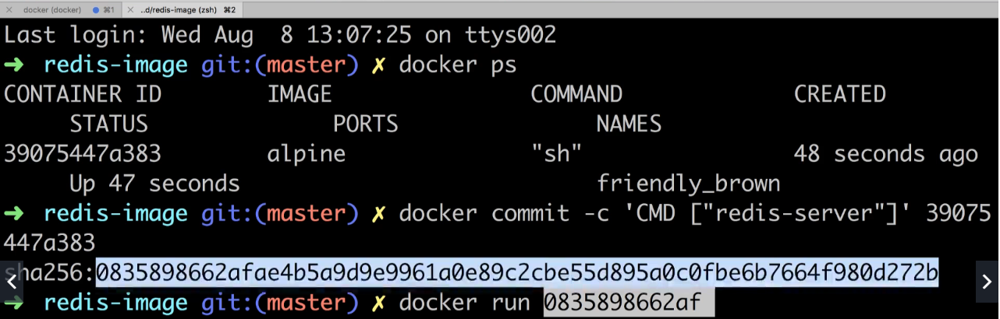 docker (docker) ⌘1 ..d/redis-image (zsh) ⌘2
Last login: Wed Aug  8 13:07:25 on ttys002
➜  redis-image git:(master) ✗ docker ps
CONTAINER ID        IMAGE               COMMAND             CREATED
     STATUS              PORTS               NAMES
39075447a383        alpine              "sh"                48 seconds ago
     Up 47 seconds                           friendly_brown
➜  redis-image git:(master) ✗ docker commit -c 'CMD ["redis-server"]' 39075
447a383
sha256:0835898662afae4b5a9d9e9961a0e89c2cbe55d895a0c0fbe6b7664f980d272b
➜  redis-image git:(master) ✗ docker run 0835898662af